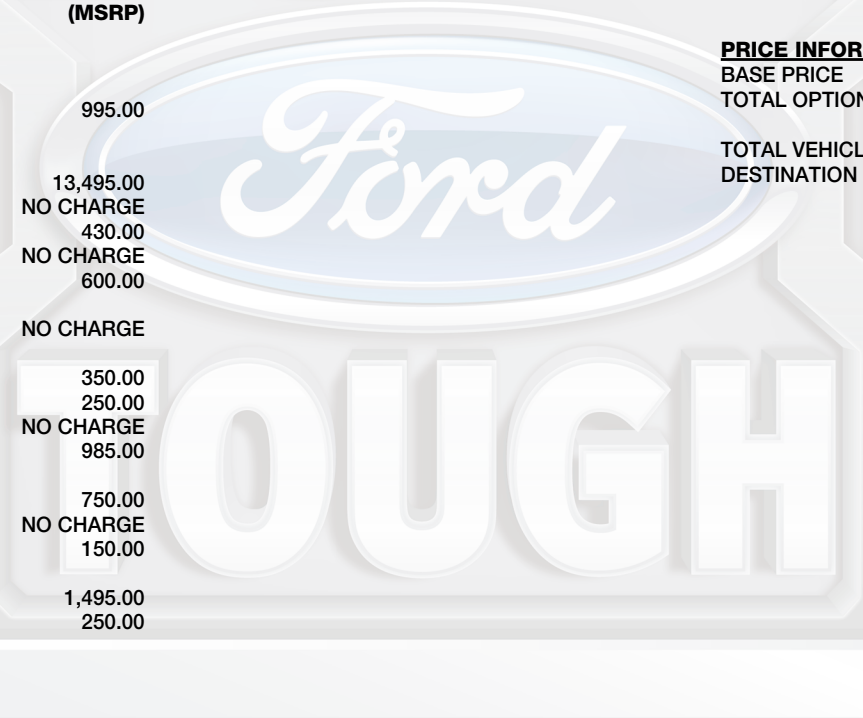 (MSRP)
995.00
13,495.00
NO CHARGE
430.00
NO CHARGE
600.00
NO CHARGE
350.00
250.00
NO CHARGE
985.00
750.00
NO CHARGE
150.00
1,495.00
250.00
PRICE INFOR
BASE PRICE
TOTAL OPTION
TOTAL VEHICL
DESTINATION
Ford
TOUGH